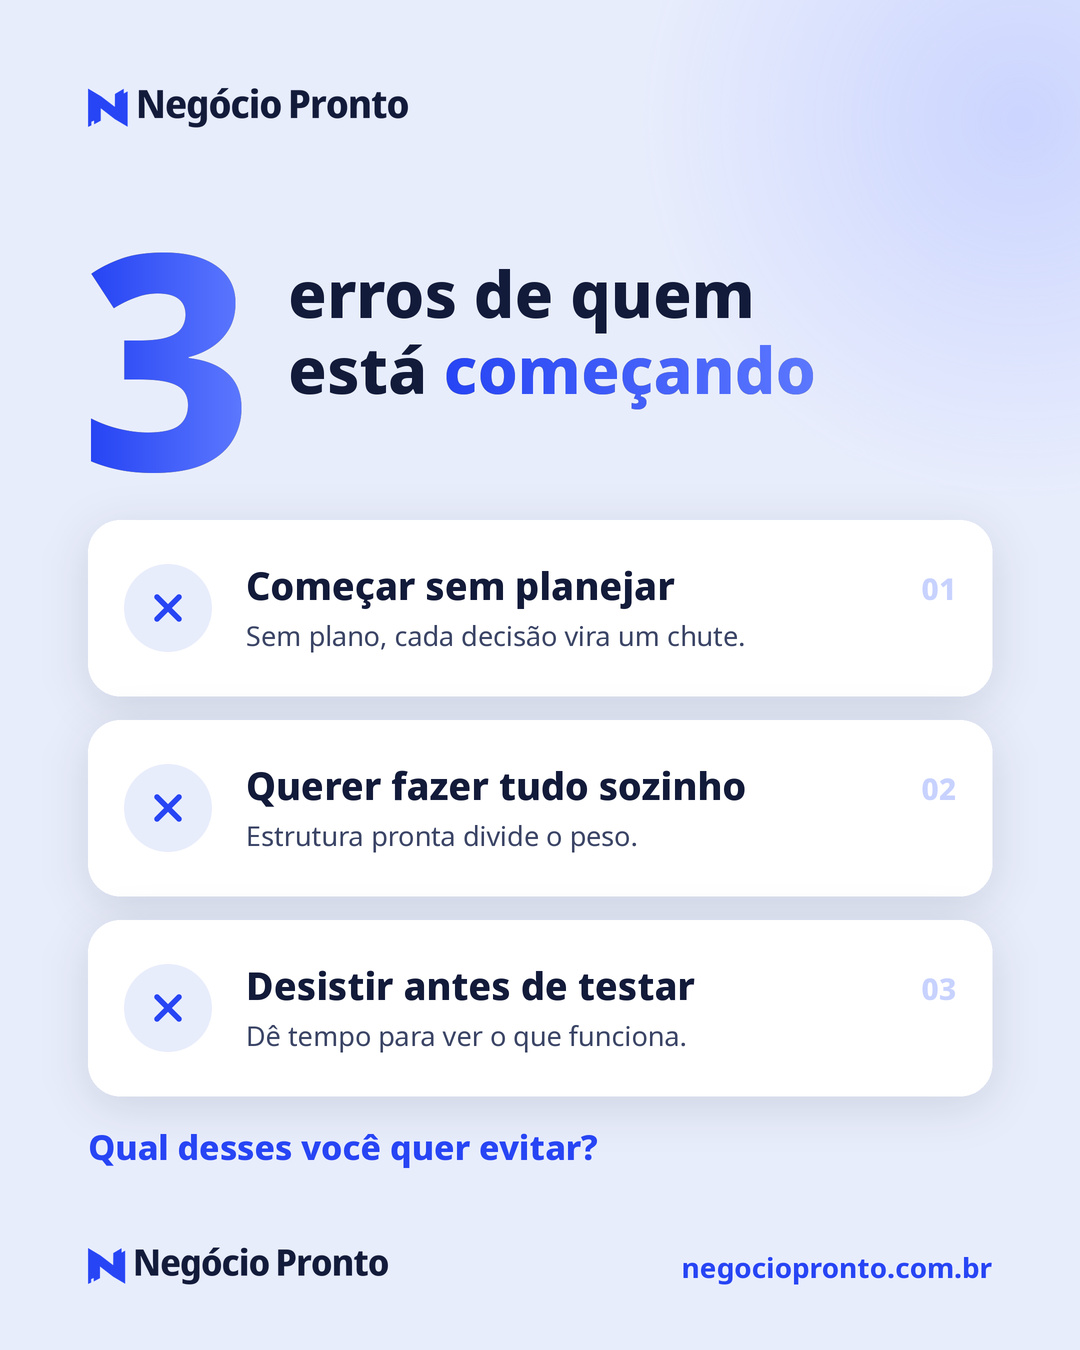 Negócio Pronto
3
erros de quem
está começando
Começar sem planejar
01
Sem plano, cada decisão vira um chute.
Querer fazer tudo sozinho
02
Estrutura pronta divide o peso.
Desistir antes de testar
03
Dê tempo para ver o que funciona.
Qual desses você quer evitar?
Negócio Pronto
negociopronto.com.br